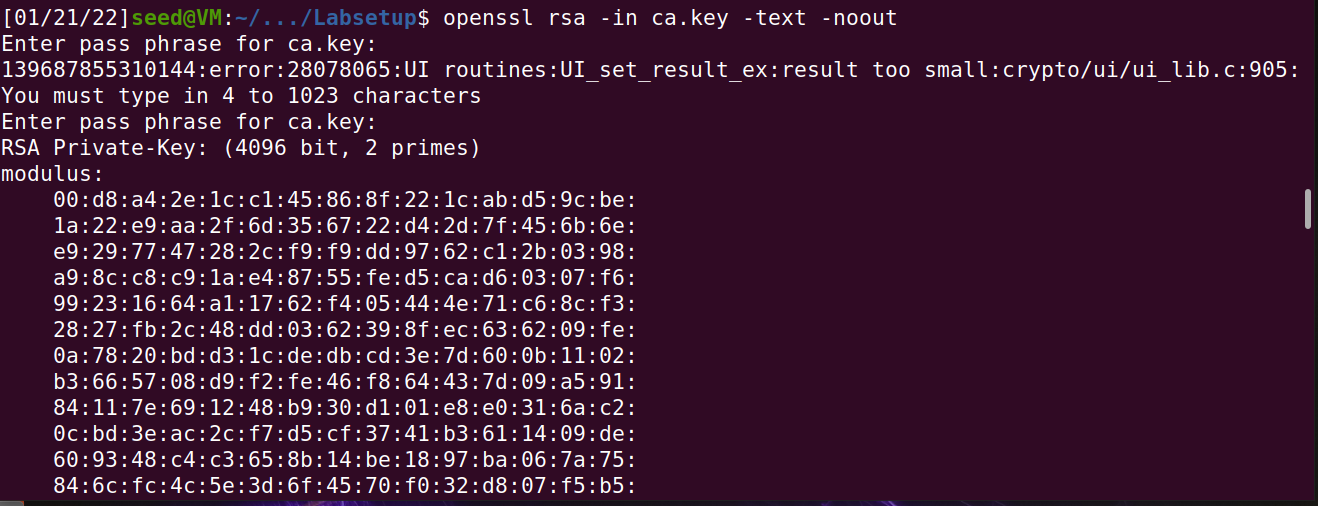 [01/21/22]seed@VM:~/.../Labsetup$ openssl rsa -in ca.key -text -noout
Enter pass phrase for ca.key:
139687855310144:error:28078065:UI routines:UI_set_result_ex:result too small:crypto/ui/ui_lib.c:905:
You must type in 4 to 1023 characters
Enter pass phrase for ca.key:
RSA Private-Key: (4096 bit, 2 primes)
modulus:
    00:d8:a4:2e:1c:c1:45:86:8f:22:1c:ab:d5:9c:be:
    1a:22:e9:aa:2f:6d:35:67:22:d4:2d:7f:45:6b:6e:
    e9:29:77:47:28:2c:f9:f9:dd:97:62:c1:2b:03:98:
    a9:8c:c8:c9:1a:e4:87:55:fe:d5:ca:d6:03:07:f6:
    99:23:16:64:a1:17:62:f4:05:44:4e:71:c6:8c:f3:
    28:27:fb:2c:48:dd:03:62:39:8f:ec:63:62:09:fe:
    0a:78:20:bd:d3:1c:de:db:cd:3e:7d:60:0b:11:02:
    b3:66:57:08:d9:f2:fe:46:f8:64:43:7d:09:a5:91:
    84:11:7e:69:12:48:b9:30:d1:01:e8:e0:31:6a:c2:
    0c:bd:3e:ac:2c:f7:d5:cf:37:41:b3:61:14:09:de:
    60:93:48:c4:c3:65:8b:14:be:18:97:ba:06:7a:75:
    84:6c:fc:4c:5e:3d:6f:45:70:f0:32:d8:07:f5:b5: